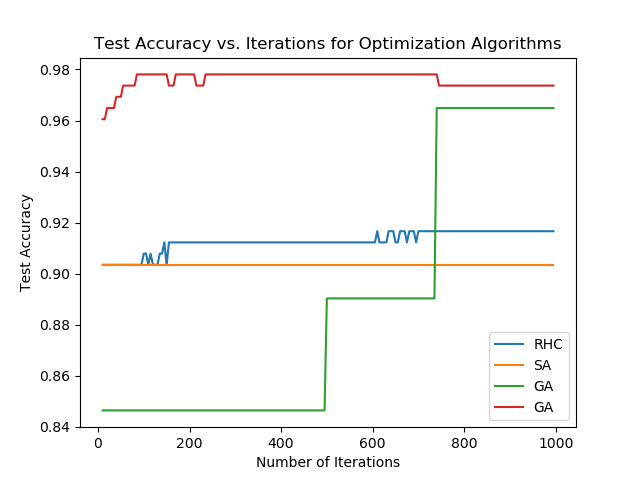 Test Accuracy vs. Iterations for Optimization Algorithms
0.98
0.96
0.94
0.92
0.90
0.88
0.86
0.84
Test Accuracy
RHC
SA
GA
GA
0
200
400
600
800
1000
Number of Iterations